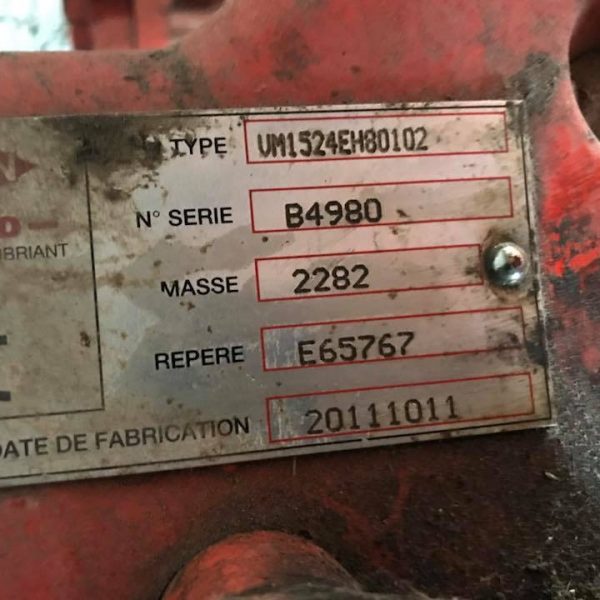 TYPE VM1524EH80102
N° SERIE B4980
MASSE 2282
REPERE E65767
DATE DE FABRICATION 20111011